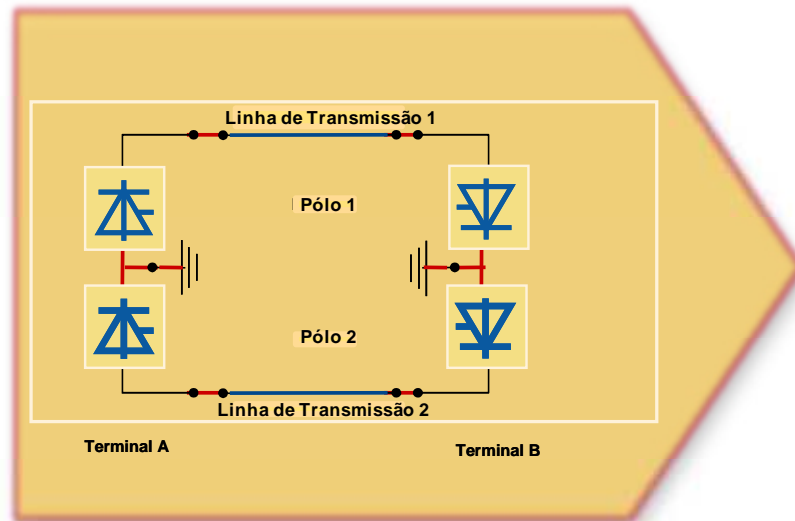 Linha de Transmissão 1
Pólo 1
Pólo 2
Linha de Transmissão 2
Terminal A
Terminal B